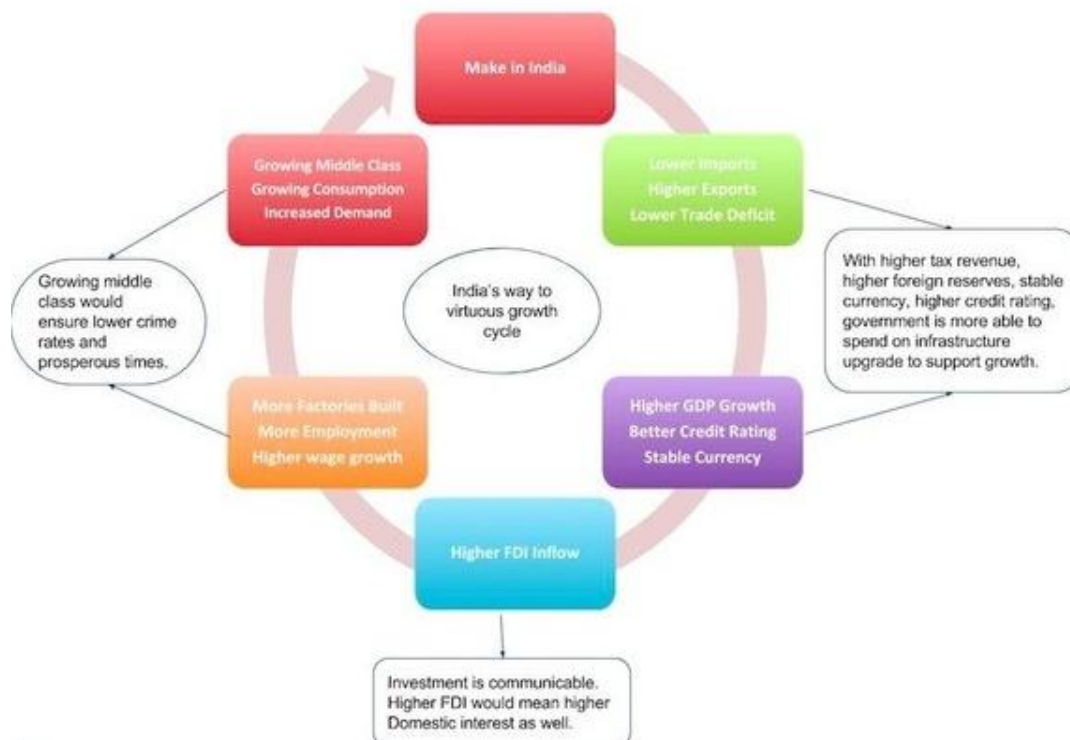 Make in India
Lower Imports
Higher Exports
Lower Trade Deficit
With higher tax revenue,
higher foreign reserves, stable
currency, higher credit rating,
government is more able to
spend on infrastructure
upgrade to support growth.
Higher GDP Growth
Better Credit Rating
Stable Currency
Higher FDI Inflow
Investment is communicable.
Higher FDI would mean higher
Domestic interest as well.
More Factories Built
More Employment
Higher wage growth
Growing middle
class would
ensure lower crime
rates and
prosperous times.
Growing Middle Class
Growing Consumption
Increased Demand
India's way to
virtuous growth
cycle